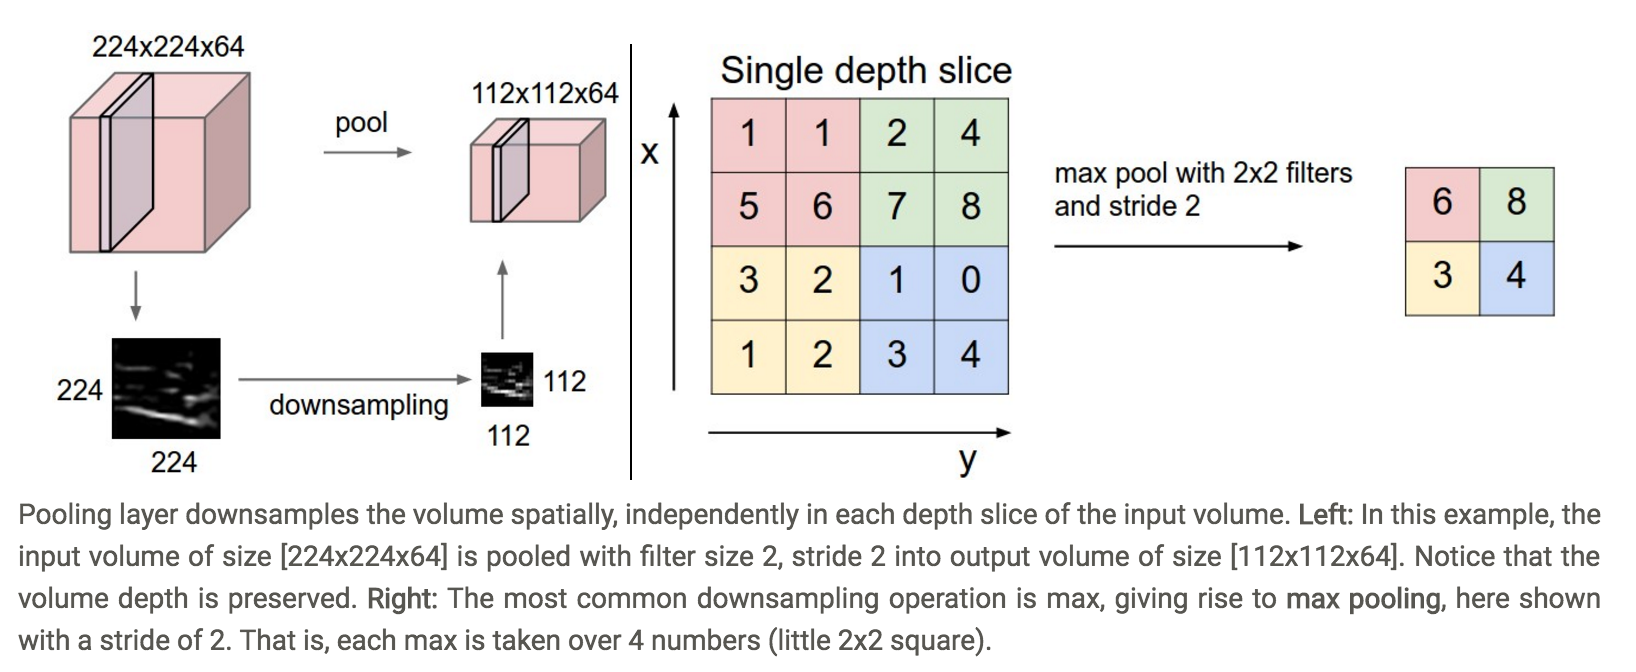 224x224x64
pool
112x112x64
224
224
downsampling
112
112
Single depth slice
x
1 1 2 4
5 6 7 8
3 2 1 0
1 2 3 4
y
max pool with 2x2 filters
and stride 2
6 8
3 4
Pooling layer downsamples the volume spatially, independently in each depth slice of the input volume. Left: In this example, the
input volume of size [224x224x64] is pooled with filter size 2, stride 2 into output volume of size [112x112x64]. Notice that the
volume depth is preserved. Right: The most common downsampling operation is max, giving rise to max pooling, here shown
with a stride of 2. That is, each max is taken over 4 numbers (little 2x2 square).